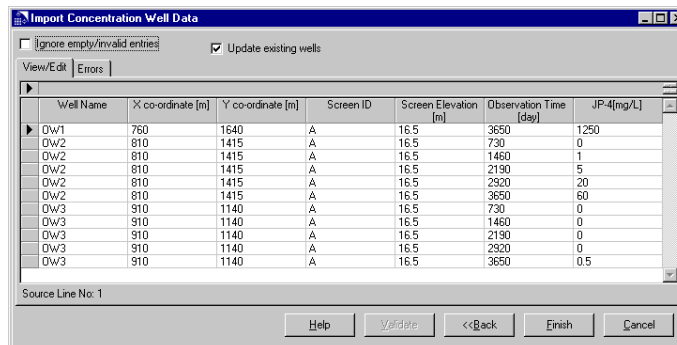 Import Concentration Well Data
Ignore empty/invalid entries Update existing wells
View/Edit Errors
Well Name X co-ordinate [m] Y co-ordinate [m] Screen ID Screen Elevation [m] Observation Time [day] JP-4[mg/L]
OW1 760 1640 A 16.5 3650 1250
OW2 810 1415 A 16.5 730 0
OW2 810 1415 A 16.5 1460 1
OW2 810 1415 A 16.5 2190 5
OW2 810 1415 A 16.5 2920 20
OW2 810 1415 A 16.5 3650 60
OW3 910 1140 A 16.5 730 0
OW3 910 1140 A 16.5 1460 0
OW3 910 1140 A 16.5 2190 0
OW3 910 1140 A 16.5 2920 0
OW3 910 1140 A 16.5 3650 0.5
Source Line No: 1
Help Validate <<Back Finish Cancel